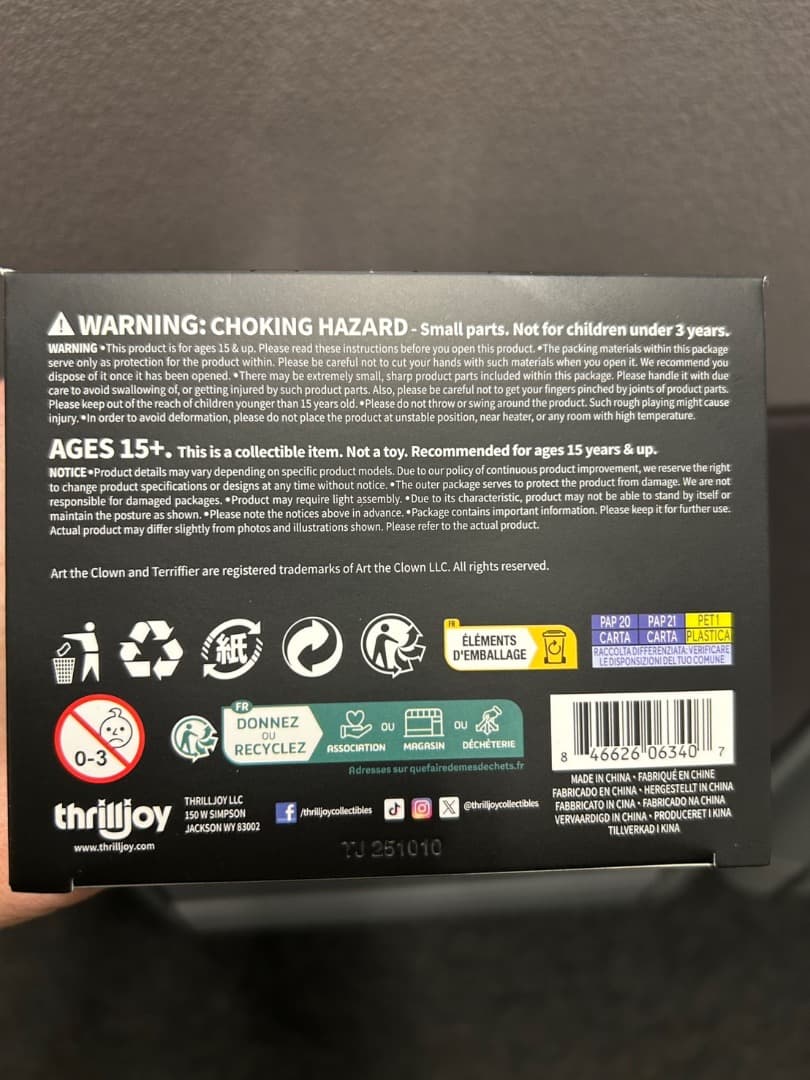 WARNING: CHOKING HAZARD - Small parts. Not for children under 3 years.
WARNING •This product is for ages 15 & up. Please read these instructions before you open this product. •The packing materials within this package
serve only as protection for the product within. Please be careful not to cut your hands with such materials when you open it. We recommend you
dispose of it once it has been opened. •There may be extremely small, sharp product parts included within this package. Please handle it with due
care to avoid swallowing of, or getting injured by such product parts. Also, please be careful not to get your fingers pinched by joints of product parts.
Please keep out of the reach of children younger than 15 years old. •Please do not throw or swing around the product. Such rough playing might cause
injury. •In order to avoid deformation, please do not place the product at unstable position, near heater, or any room with high temperature.
AGES 15+. This is a collectible item. Not a toy. Recommended for ages 15 years & up.
NOTICE •Product details may vary depending on specific product models. Due to our policy of continuous product improvement, we reserve the right
to change product specifications or designs at any time without notice. •The outer package serves to protect the product from damage. We are not
responsible for damaged packages. •Product may require light assembly. •Due to its characteristic, product may not be able to stand by itself or
maintain the posture as shown. •Please note the notices above in advance. •Package contains important information. Please keep it for further use.
Actual product may differ slightly from photos and illustrations shown. Please refer to the actual product.
Art the Clown and Terriffier are registered trademarks of Art the Clown LLC. All rights reserved.
紙
FR
ÉLÉMENTS
D'EMBALLAGE
PAP 20 PAP 21 PET 1
CARTA CARTA PLASTICA
RACCOLTA DIFFERENZIATA: VERIFICARE
LE DISPOSIZIONI DEL TUO COMUNE
0-3
FR
DONNEZ
OU
RECYCLEZ
ASSOCIATION OU MAGASIN OU DÉCHÈTERIE
Adresses sur quefairedemesdechets.fr
8 46626 06340 7
MADE IN CHINA • FABRIQUÉ EN CHINE
FABRICADO EN CHINA • HERGESTELLT IN CHINA
FABBRICATO IN CINA • FABRICADO NA CHINA
VERVAARDIGD IN CHINA • PRODUCERET I KINA
TILLVERKAD I KINA
thrilljoy
www.thrilljoy.com
THRILLJOY LLC
150 W SIMPSON
JACKSON WY 83002
/thrilljoycollectibles
@thrilljoycollectibles
TJ 251010